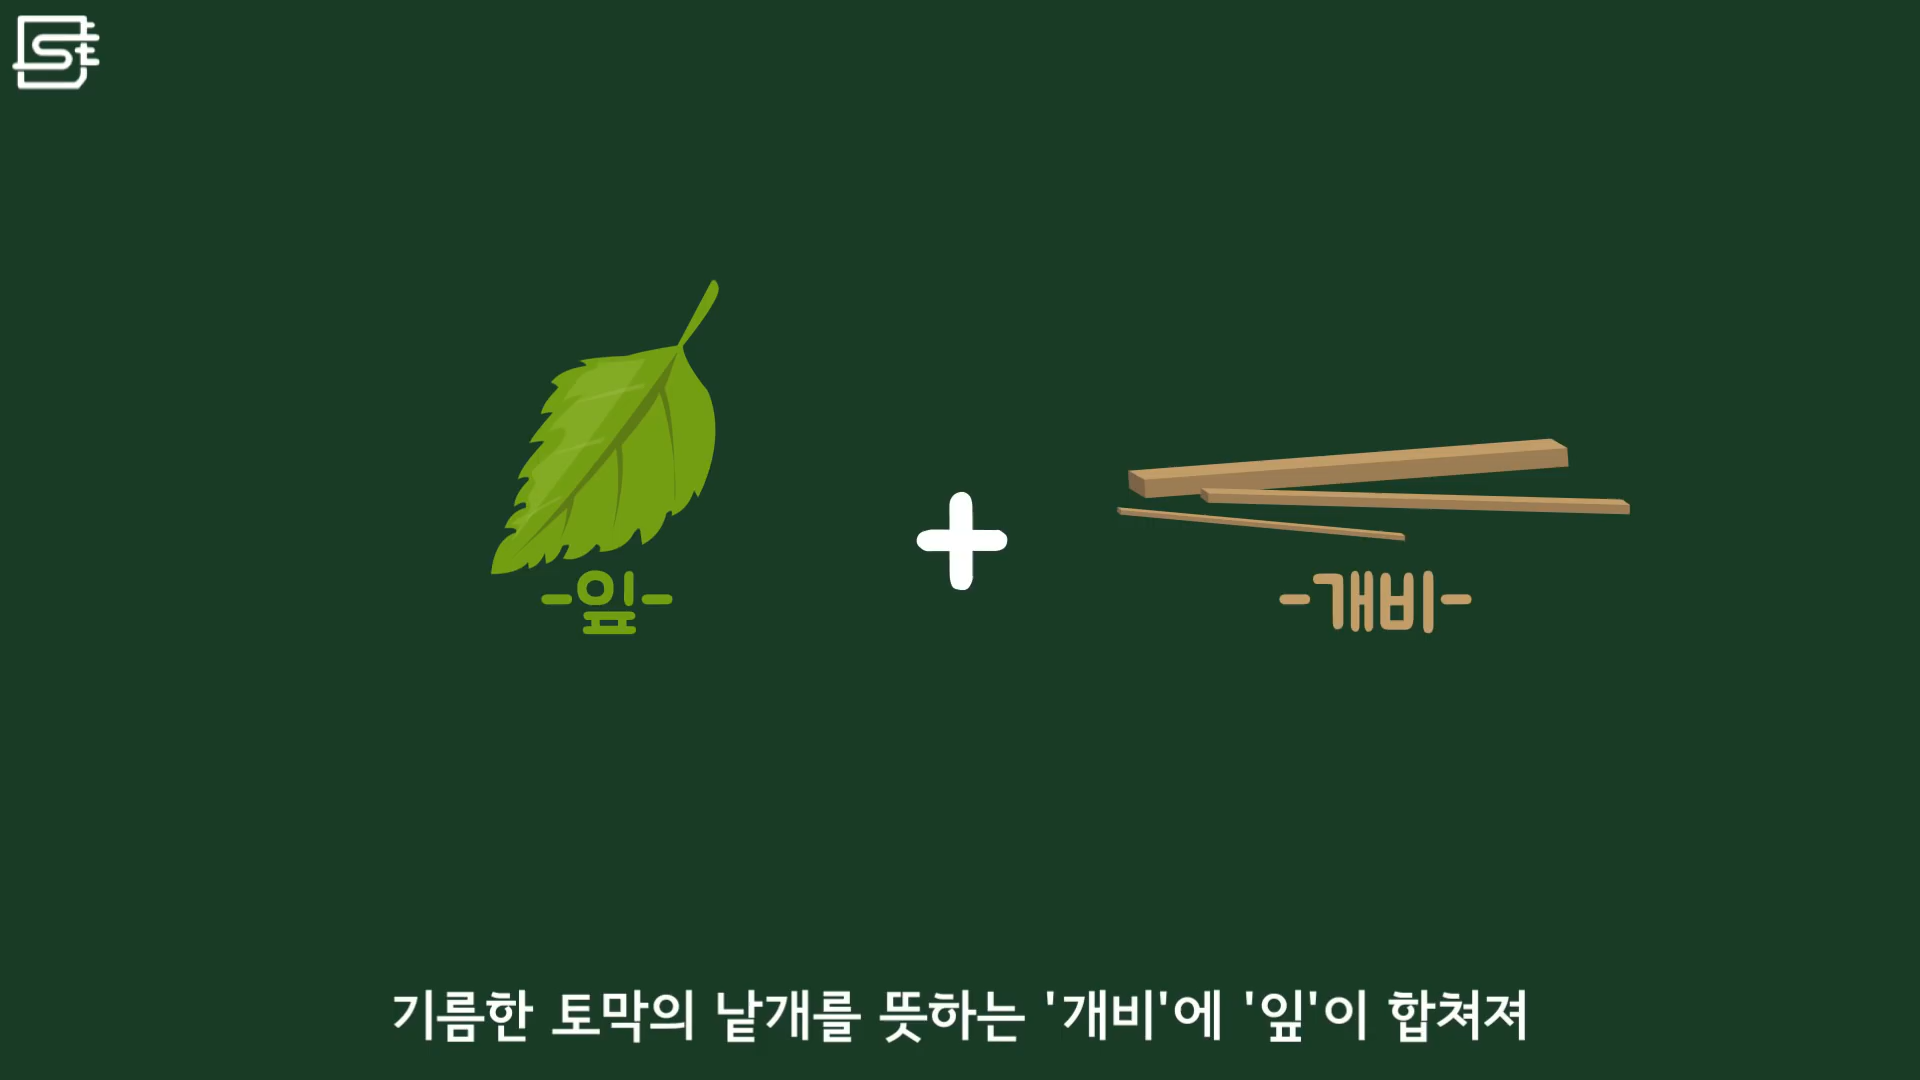 -잎-
-개비-
기름한 토막의 낱개를 뜻하는 '개비'에 '잎'이 합쳐져